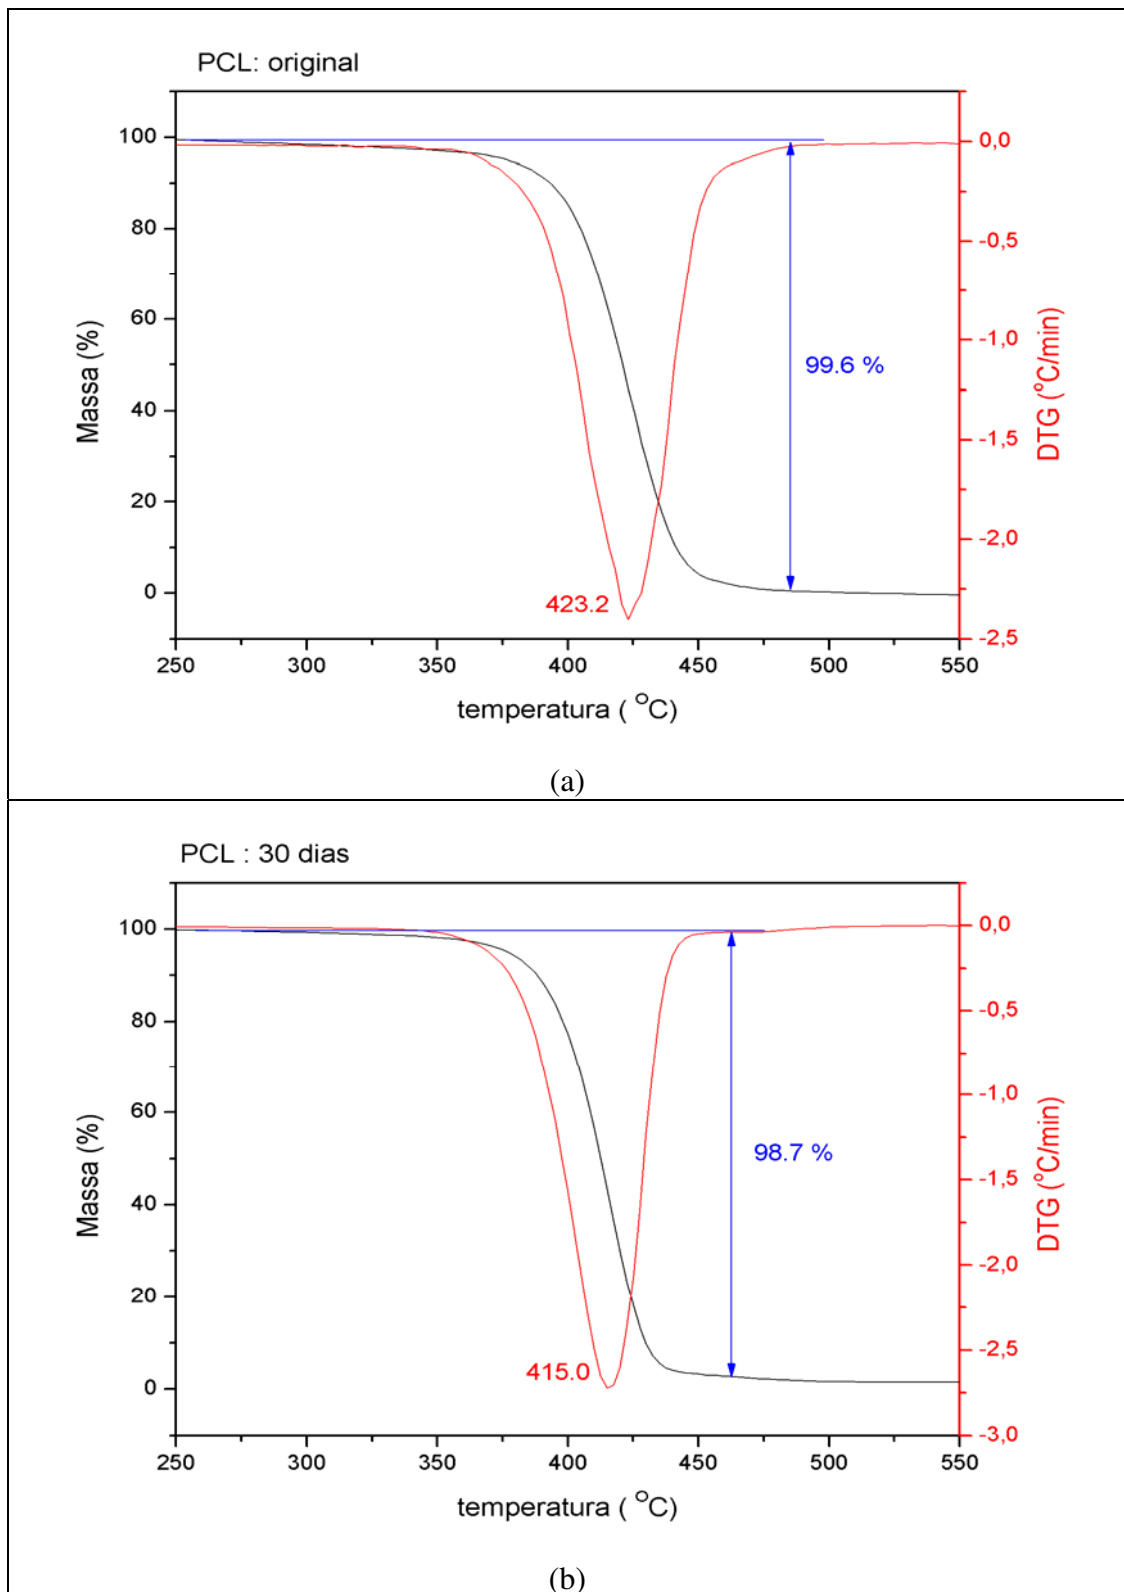 PCL: original
100
80
60
40
20
0
Massa (%)
0,0
-0,5
-1,0
-1,5
-2,0
-2,5
DTG (°C/min)
99.6 %
423.2
250 300 350 400 450 500 550
temperatura ( °C)
(a)
PCL : 30 dias
100
80
60
40
20
0
Massa (%)
0,0
-0,5
-1,0
-1,5
-2,0
-2,5
-3,0
DTG (°C/min)
98.7 %
415.0
250 300 350 400 450 500 550
temperatura ( °C)
(b)